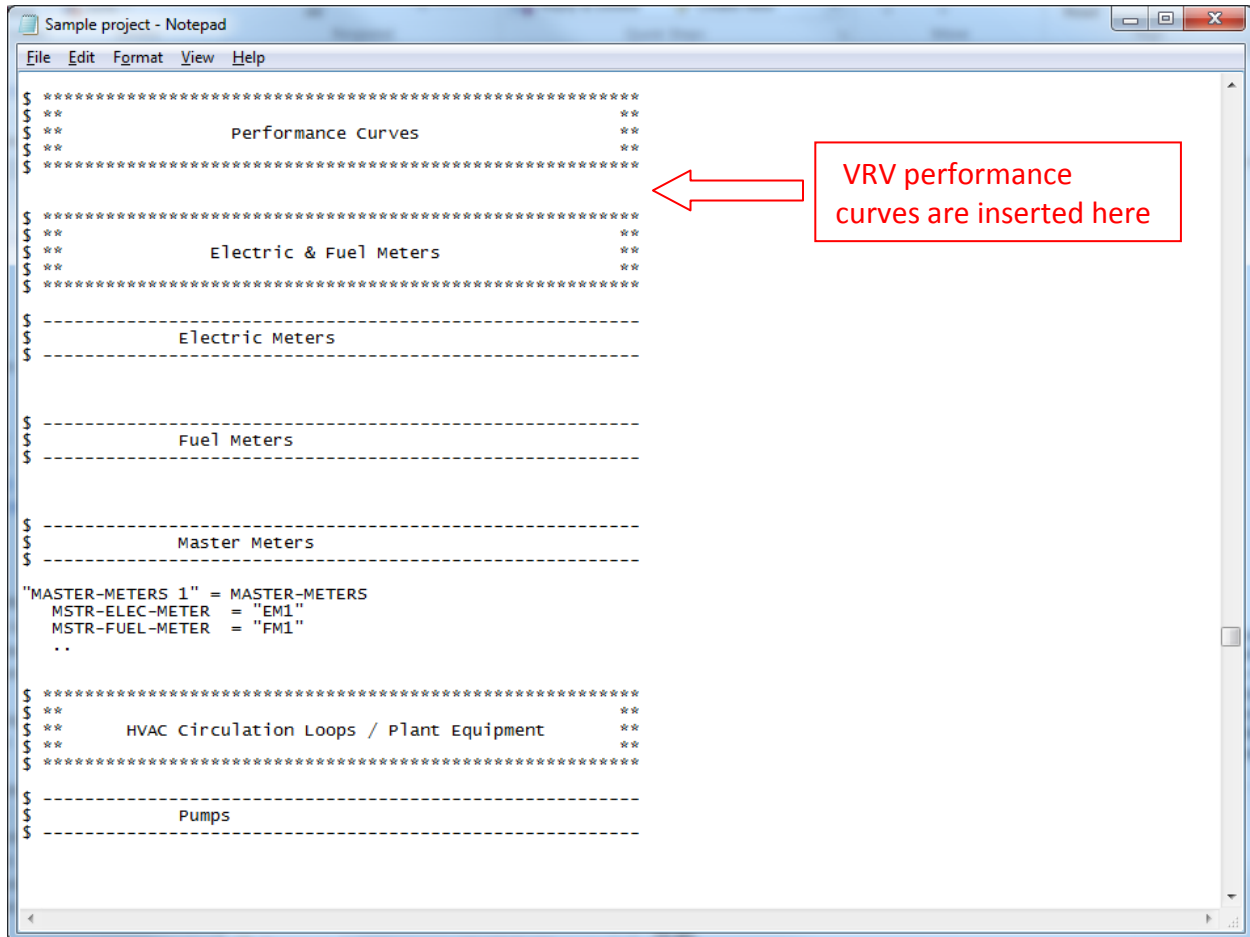 Sample project - Notepad
File Edit Format View Help
$ *********************************************************
$ ** **
$ ** Performance Curves **
$ ** **
$ *********************************************************
VRV performance
curves are inserted here
$ *********************************************************
$ ** **
$ ** Electric & Fuel Meters **
$ ** **
$ *********************************************************
$ ---------------------------------------------------------
$ Electric Meters
$ ---------------------------------------------------------
$ ---------------------------------------------------------
$ Fuel Meters
$ ---------------------------------------------------------
$ ---------------------------------------------------------
$ Master Meters
$ ---------------------------------------------------------
"MASTER-METERS 1" = MASTER-METERS
MSTR-ELEC-METER = "EM1"
MSTR-FUEL-METER = "FM1"
..
$ *********************************************************
$ ** **
$ ** HVAC Circulation Loops / Plant Equipment **
$ ** **
$ *********************************************************
$ ---------------------------------------------------------
$ Pumps
$ ---------------------------------------------------------